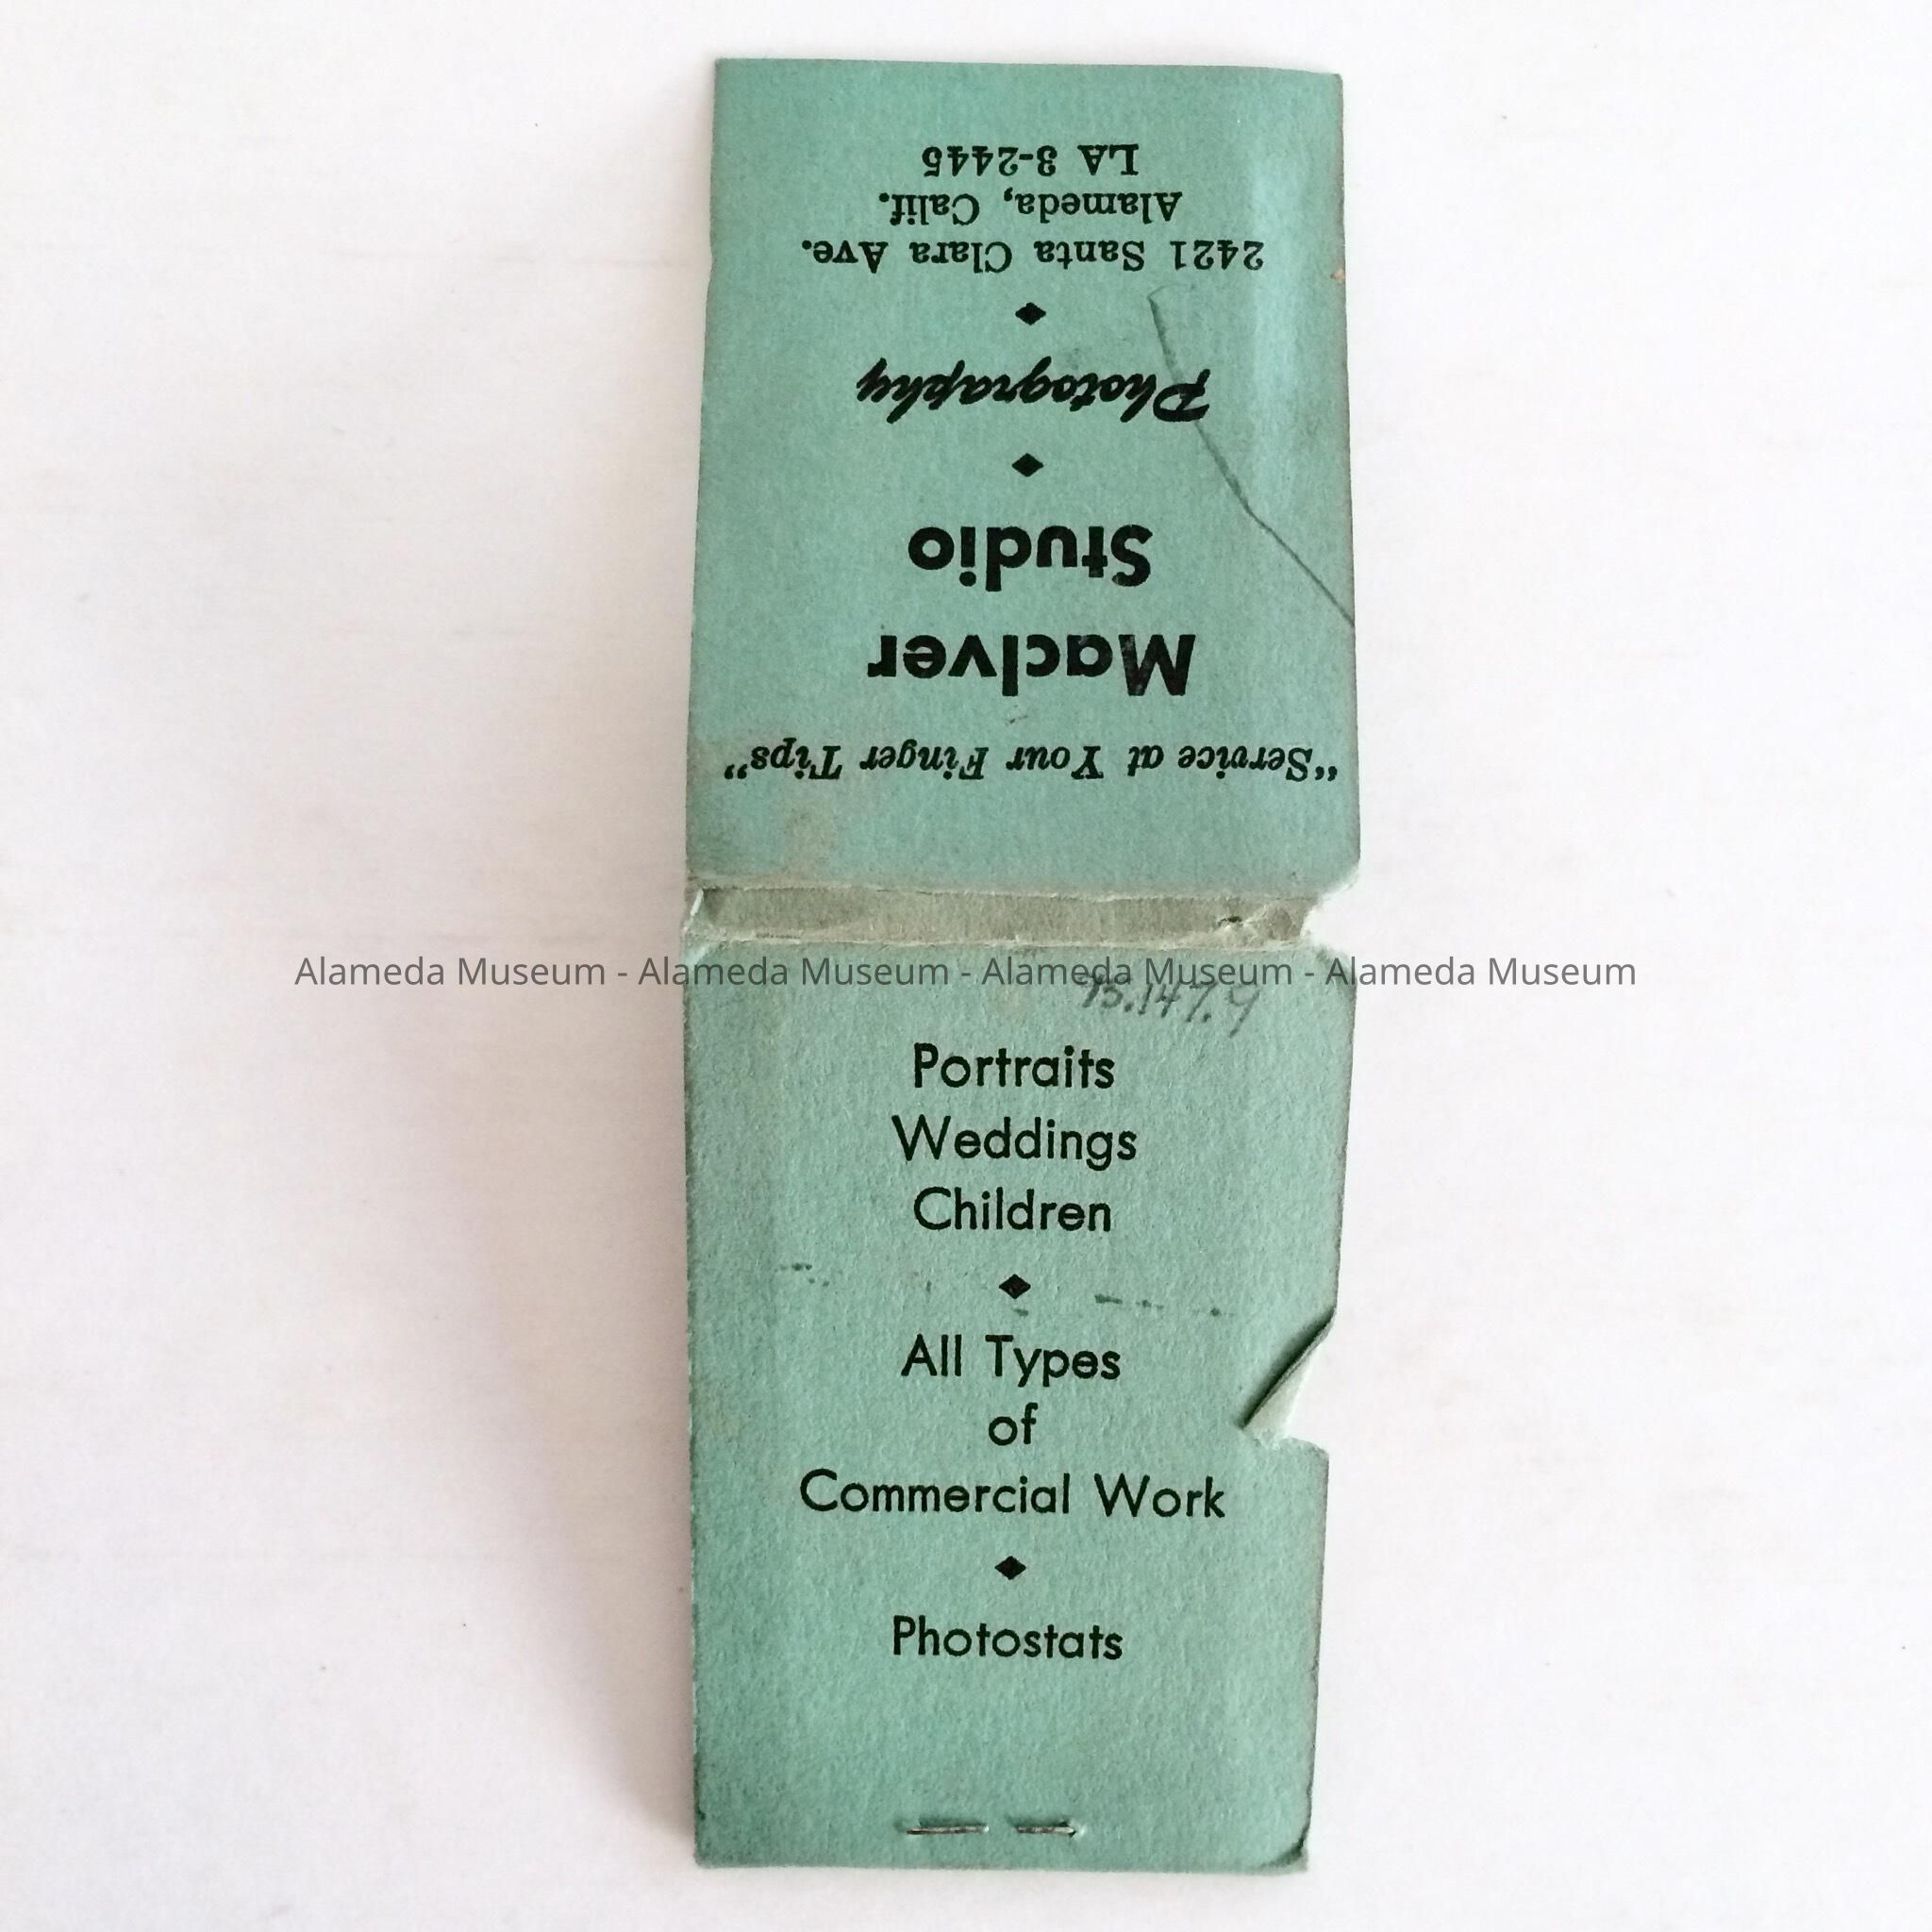 "Service at Your Finger Tips"
MacIver
Studio
Photography
2421 Santa Clara Ave.
Alameda, Calif.
LA 3-2445
Alameda Museum - Alameda Museum - Alameda Museum - Alameda Museum
Portraits
Weddings
Children
All Types
of
Commercial Work
Photostats